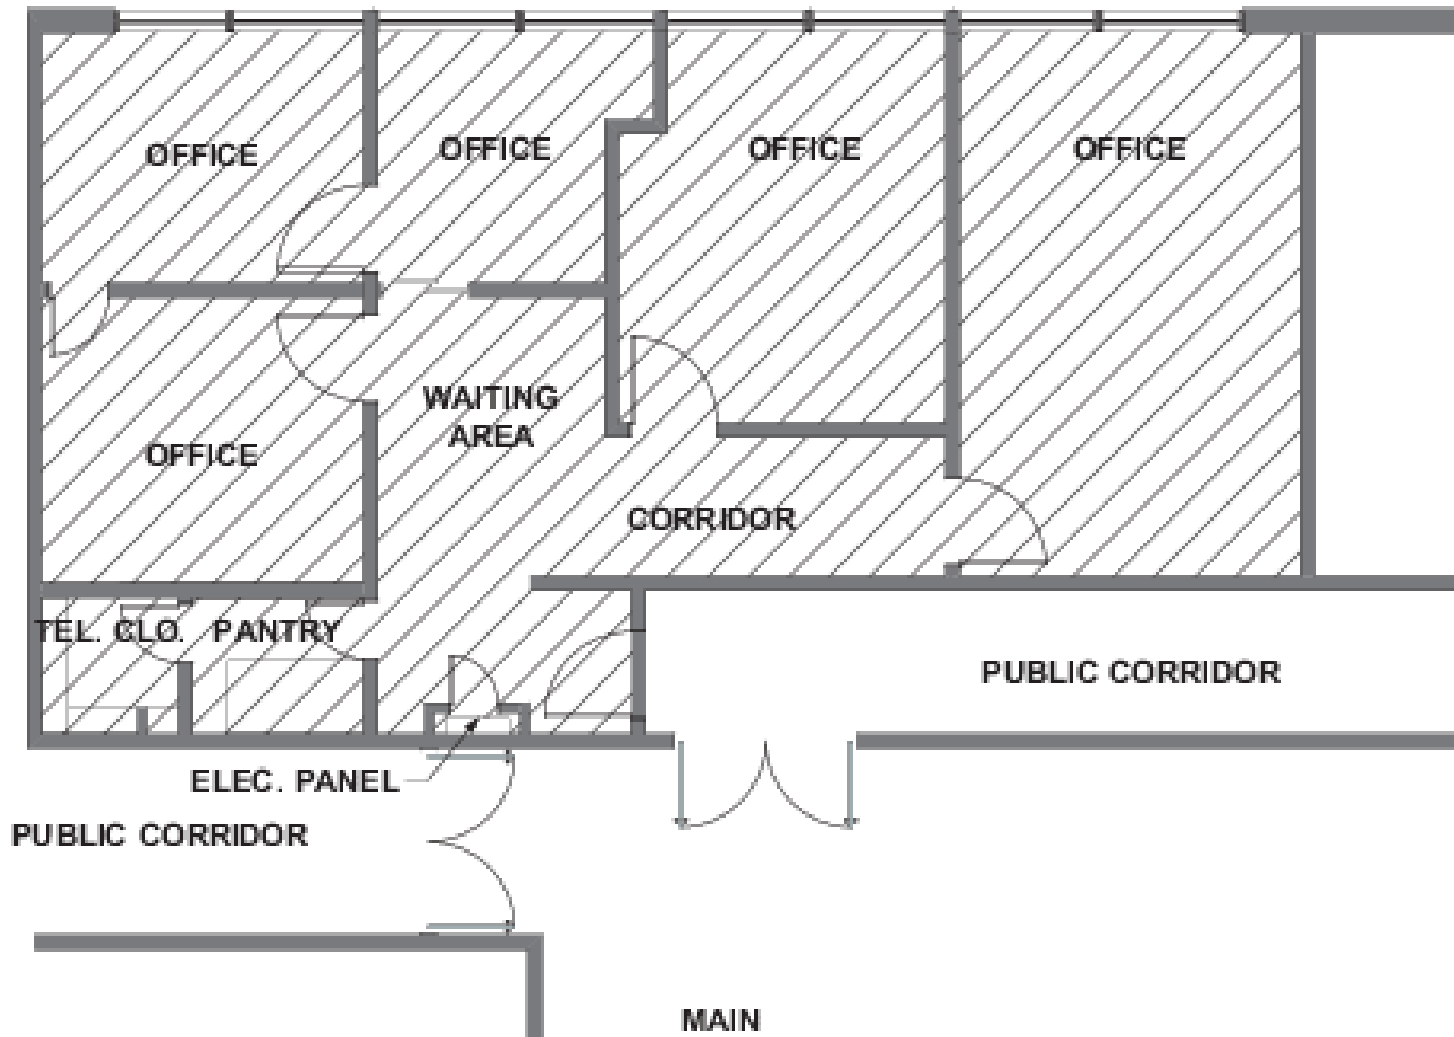 OFFICE
OFFICE
OFFICE
OFFICE
WAITING
AREA
OFFICE
CORRIDOR
TEL. CLO.
PANTRY
PUBLIC CORRIDOR
ELEC. PANEL
PUBLIC CORRIDOR
MAIN